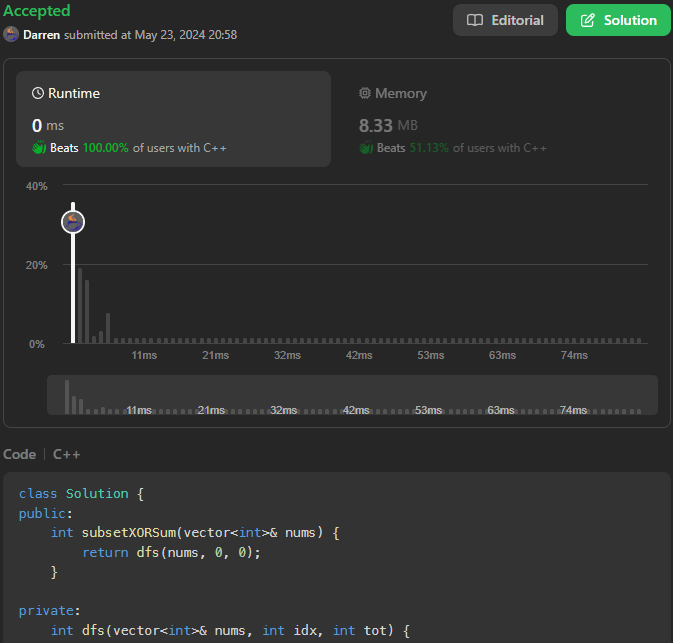 Accepted
Editorial
Solution
Darren submitted at May 23, 2024 20:58
Runtime
Memory
0 ms
8.33 MB
Beats 100.00% of users with C++
Beats 51.13% of users with C++
40%
20%
0%
11ms 21ms 32ms 42ms 53ms 63ms 74ms
11ms 21ms 32ms 42ms 53ms 63ms 74ms
Code | C++
class Solution {
public:
    int subsetXORSum(vector<int>& nums) {
        return dfs(nums, 0, 0);
    }

private:
    int dfs(vector<int>& nums, int idx, int tot) {